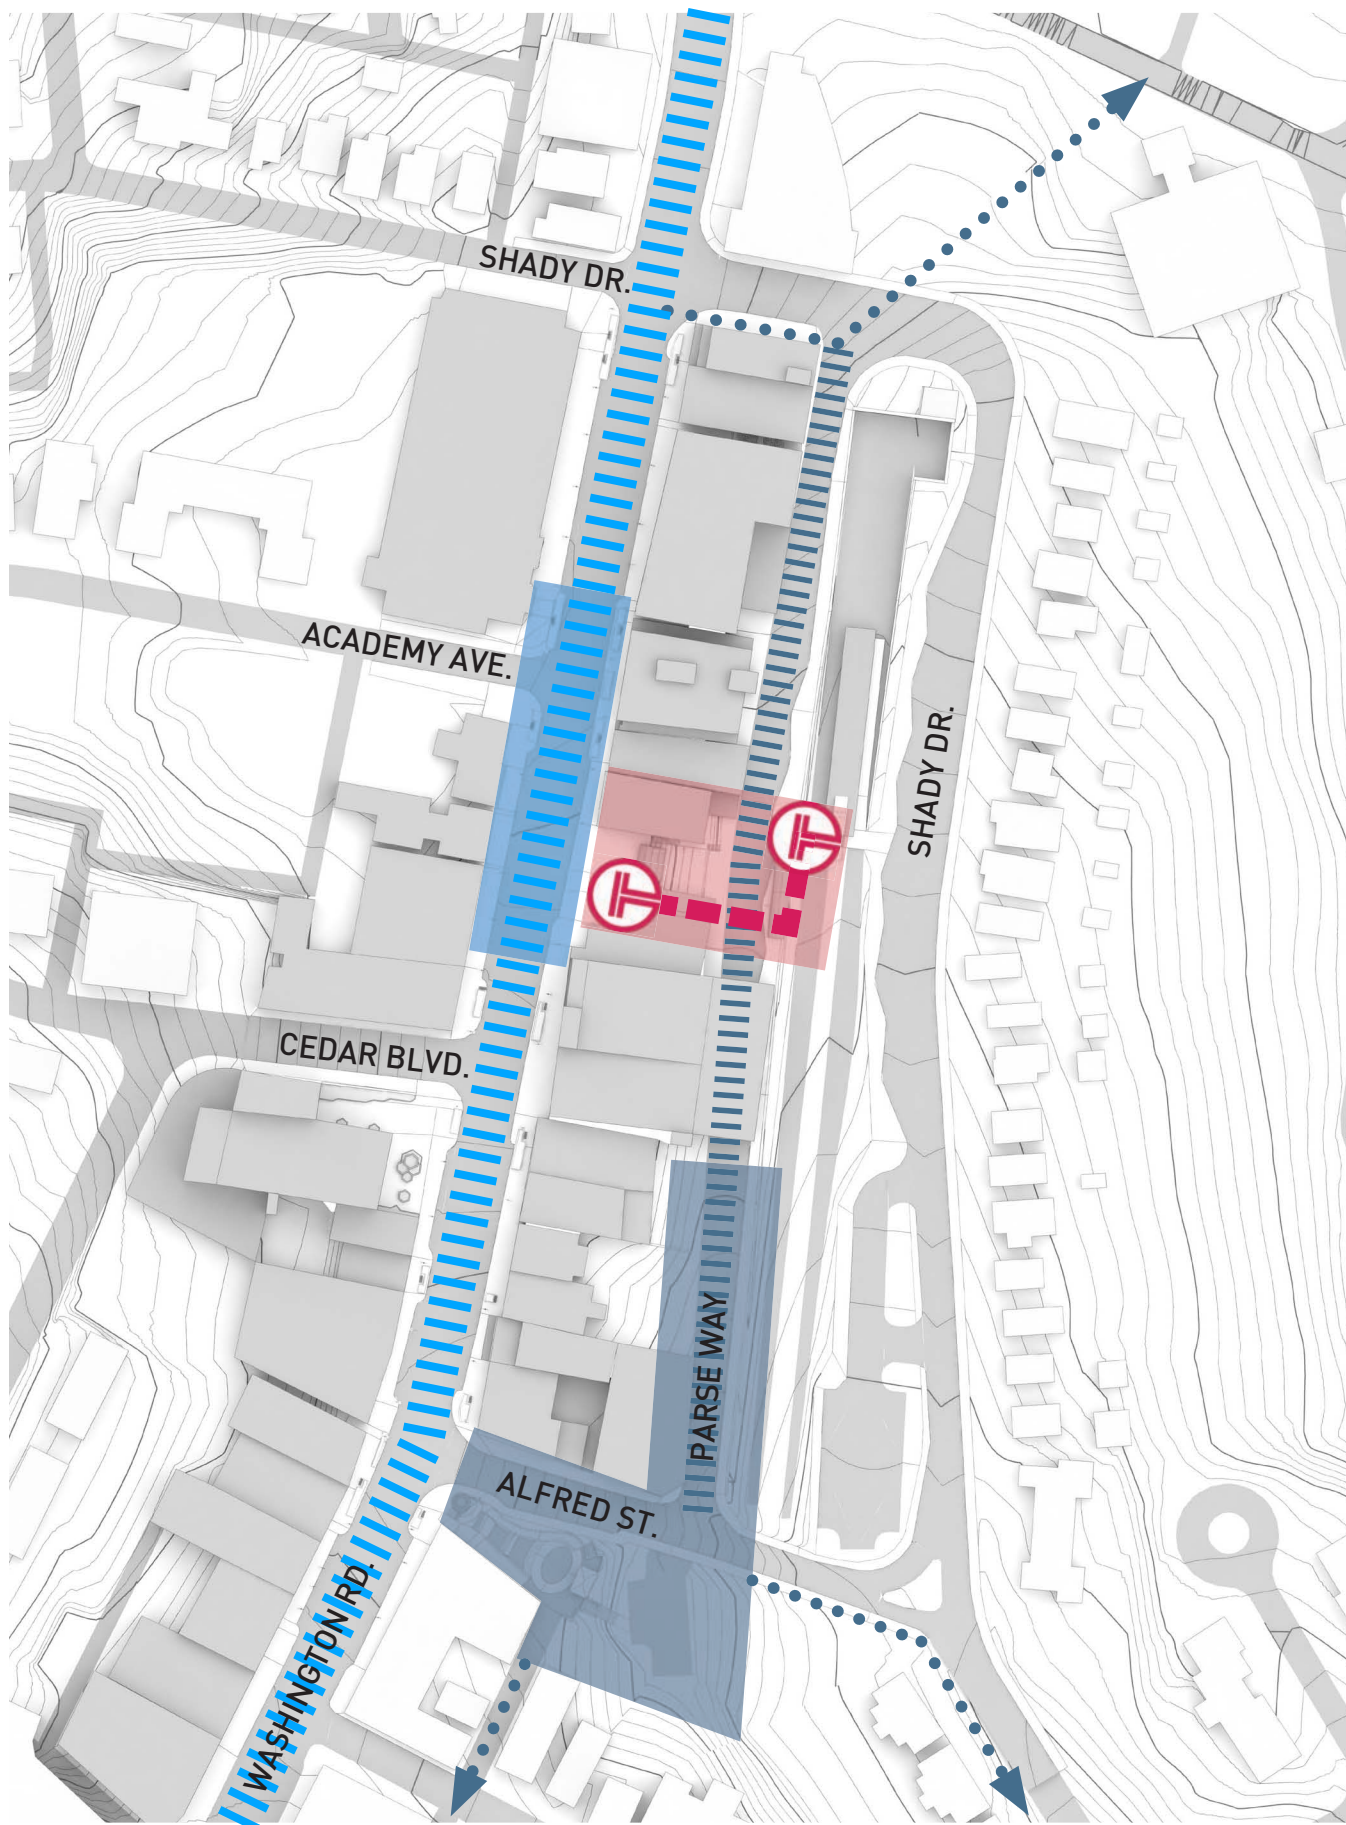 SHADY DR.
ACADEMY AVE.
SHADY DR.
CEDAR BLVD.
PARSE WAY
ALFRED ST.
WASHINGTON RD.